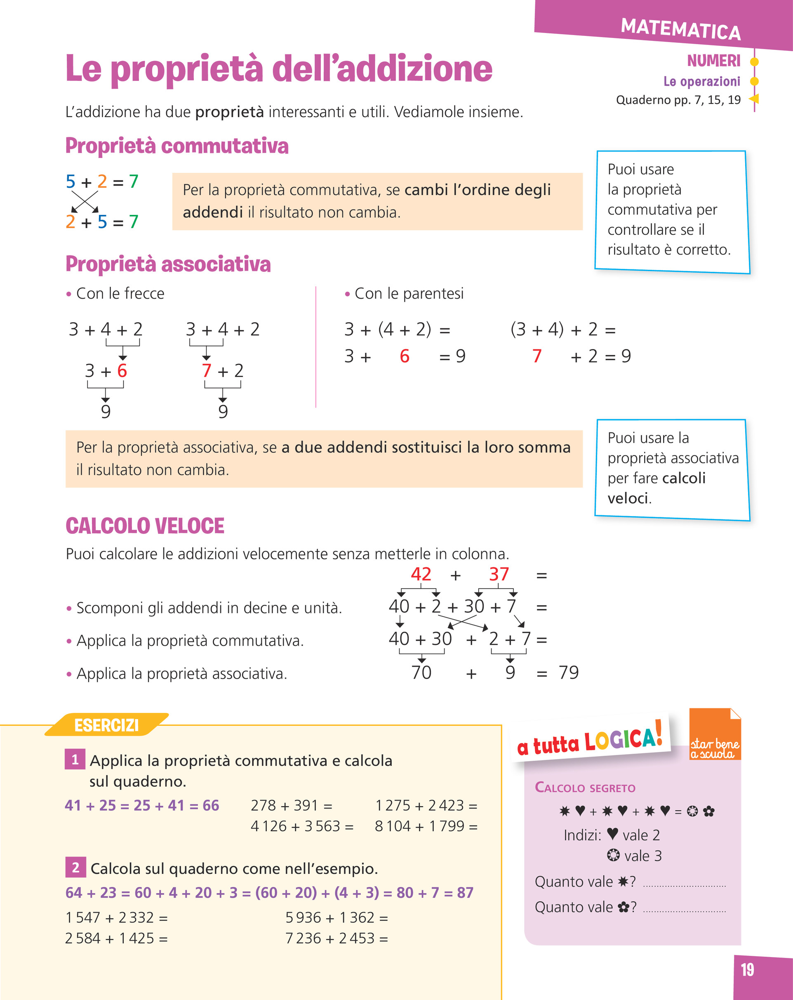 MATEMATICA
NUMERI
Le operazioni
Quaderno pp. 7, 15, 19
Le proprietà dell’addizione
L’addizione ha due proprietà interessanti e utili. Vediamole insieme.
Proprietà commutativa
5 + 2 = 7
2 + 5 = 7
Per la proprietà commutativa, se cambi l’ordine degli
addendi il risultato non cambia.
Puoi usare
la proprietà
commutativa per
controllare se il
risultato è corretto.
Proprietà associativa
• Con le frecce
3 + 4 + 2 3 + 4 + 2
3 + 6 7 + 2
9 9
• Con le parentesi
3 + (4 + 2) = (3 + 4) + 2 =
3 + 6 = 9 7 + 2 = 9
Per la proprietà associativa, se a due addendi sostituisci la loro somma
il risultato non cambia.
Puoi usare la
proprietà associativa
per fare calcoli
veloci.
CALCOLO VELOCE
Puoi calcolare le addizioni velocemente senza metterle in colonna.
42 + 37 =
• Scomponi gli addendi in decine e unità. 40 + 2 + 30 + 7 =
• Applica la proprietà commutativa. 40 + 30 + 2 + 7 =
• Applica la proprietà associativa. 70 + 9 = 79
ESERCIZI
1 Applica la proprietà commutativa e calcola
sul quaderno.
41 + 25 = 25 + 41 = 66 278 + 391 = 1 275 + 2 423 =
4 126 + 3 563 = 8 104 + 1 799 =
2 Calcola sul quaderno come nell’esempio.
64 + 23 = 60 + 4 + 20 + 3 = (60 + 20) + (4 + 3) = 80 + 7 = 87
1 547 + 2 332 = 5 936 + 1 362 =
2 584 + 1 425 = 7 236 + 2 453 =
a tutta LOGICA!
star bene
a scuola
CALCOLO SEGRETO
✸ ♥ + ✸ ♥ + ✸ ♥ = ❂ ✿
Indizi: ♥ vale 2
❂ vale 3
Quanto vale ✸? ...............................
Quanto vale ✿? ...............................
19